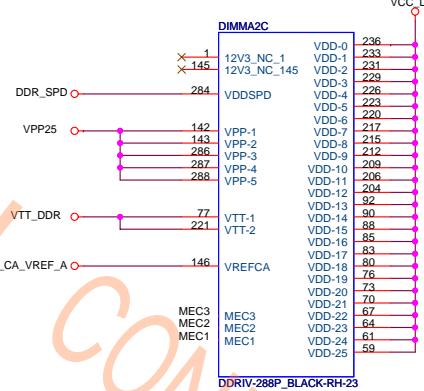 VCC_D
DIMMA2C
1 12V3_NC_1
145 12V3_NC_145
DDR_SPD 284 VDDSPD
VPP25 142 VPP-1
143 VPP-2
286 VPP-3
287 VPP-4
288 VPP-5
VTT_DDR 77 VTT-1
221 VTT-2
_CA_VREF_A 146 VREFCA
MEC3 MEC3
MEC2 MEC2
MEC1 MEC1
VDD-0 236
VDD-1 233
VDD-2 231
VDD-3 229
VDD-4 226
VDD-5 223
VDD-6 220
VDD-7 217
VDD-8 215
VDD-9 212
VDD-10 209
VDD-11 206
VDD-12 204
VDD-13 92
VDD-14 90
VDD-15 88
VDD-16 85
VDD-17 83
VDD-18 80
VDD-19 76
VDD-20 73
VDD-21 70
VDD-22 67
VDD-23 64
VDD-24 61
VDD-25 59
DDRIV-288P_BLACK-RH-23